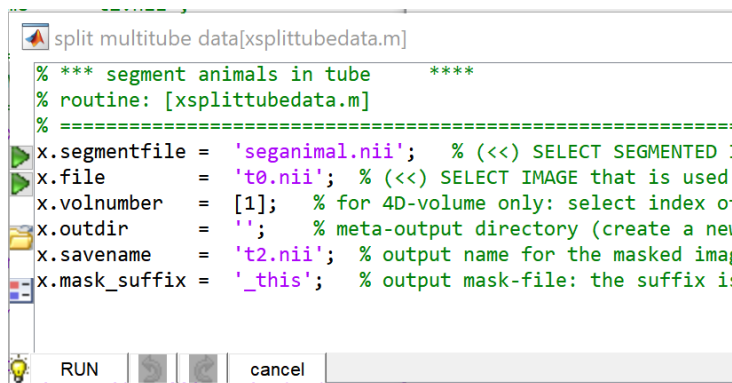 split multitube data[xsplittubedata.m]
% *** segment animals in tube ****
% routine: [xsplittubedata.m]
% ==========================================================
x.segmentfile = 'seganimal.nii'; % (<<) SELECT SEGMENTED
x.file = 't0.nii'; % (<<) SELECT IMAGE that is used
x.volnumber = [1]; % for 4D-volume only: select index
x.outdir = ''; % meta-output directory (create a
x.savename = 't2.nii'; % output name for the masked
x.mask_suffix = '_this'; % output mask-file: the suffix
RUN cancel